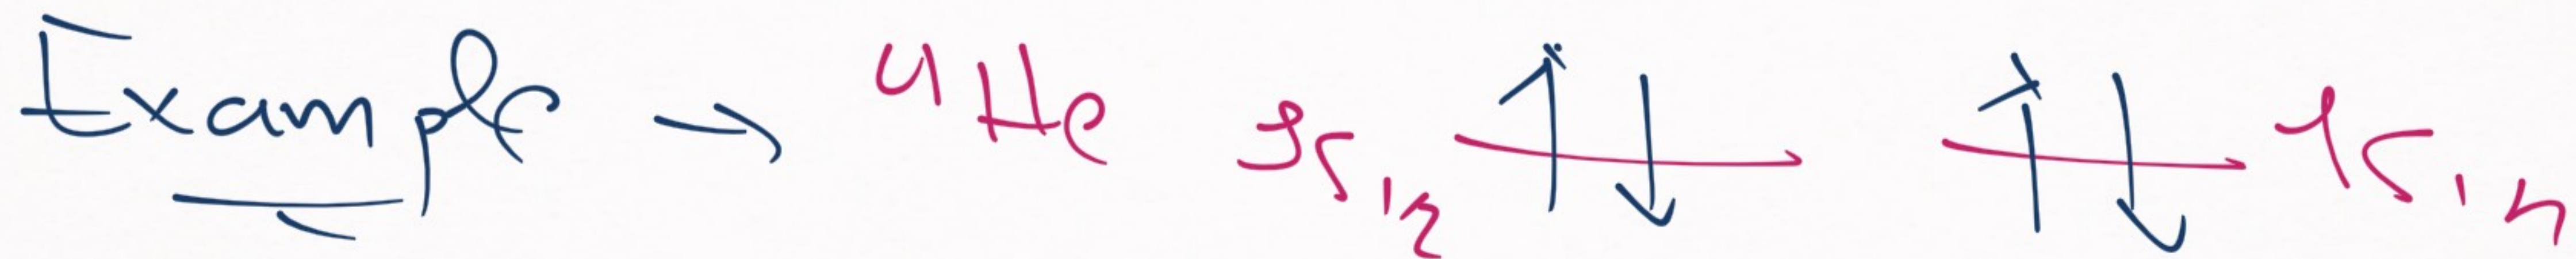 Example → ⁴He 1s₁/₂ ↑↓ ↑↓ 1s₁/₂